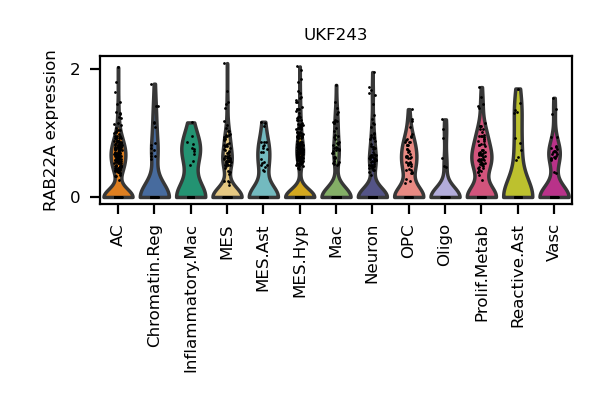 UKF243
RAB22A expression
2
0
AC
Chromatin.Reg
Inflammatory.Mac
MES
MES.Ast
MES.Hyp
Mac
Neuron
OPC
Oligo
Prolif.Metab
Reactive.Ast
Vasc